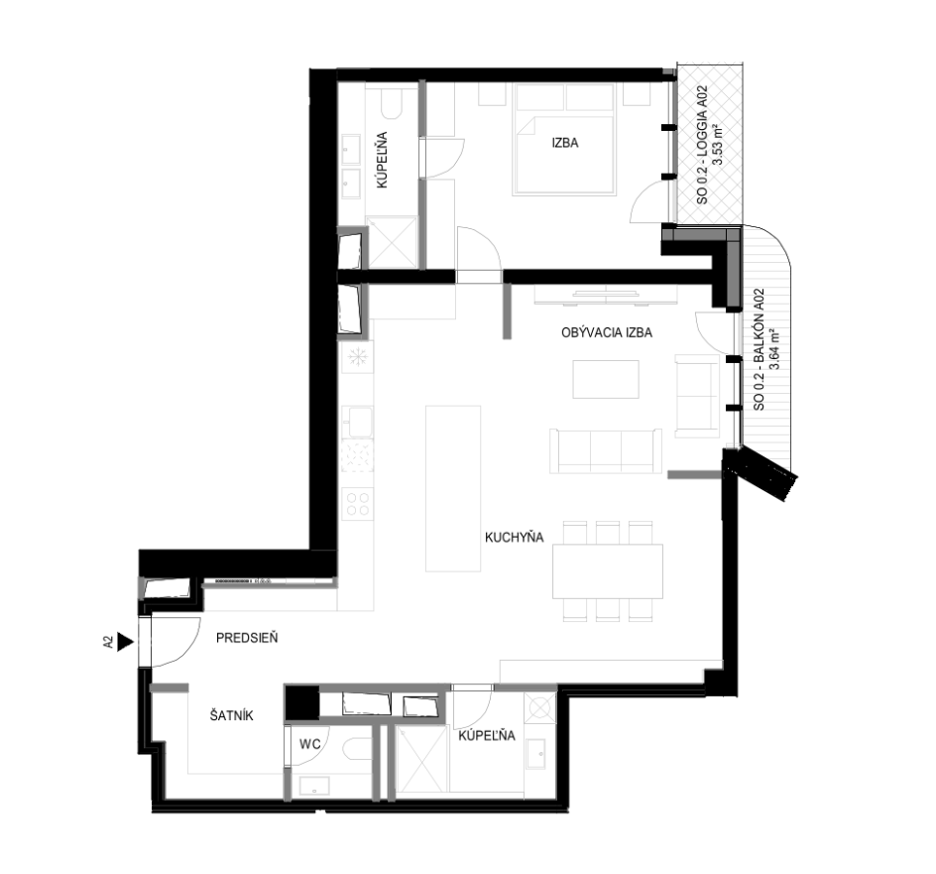 KÚPEĽŇA
IZBA
SO 0.2 - LOGGIA A02
3.53 m²
OBÝVACIA IZBA
SO 0.2 - BALKÓN A02
3.64 m²
KUCHYŇA
A2
PREDSIEŇ
ŠATNÍK
WC
KÚPEĽŇA